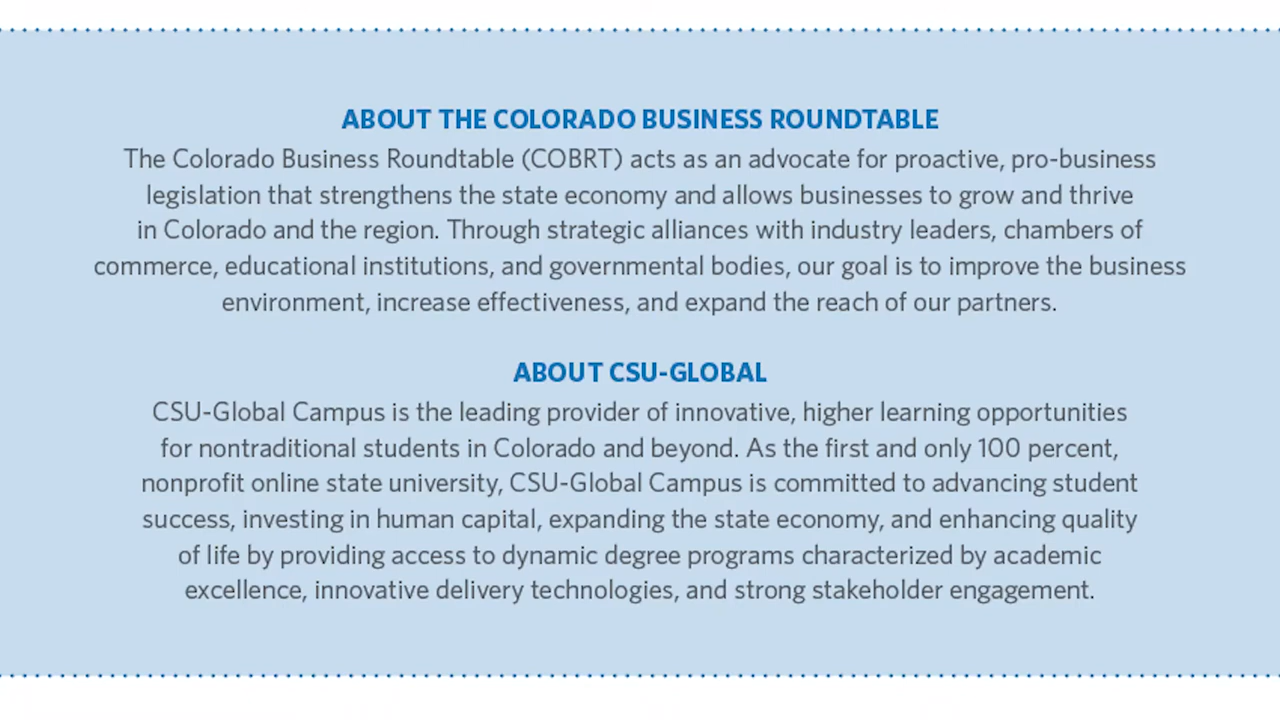 ABOUT THE COLORADO BUSINESS ROUNDTABLE
The Colorado Business Roundtable (COBRT) acts as an advocate for proactive, pro-business
legislation that strengthens the state economy and allows businesses to grow and thrive
in Colorado and the region. Through strategic alliances with industry leaders, chambers of
commerce, educational institutions, and governmental bodies, our goal is to improve the business
environment, increase effectiveness, and expand the reach of our partners.
ABOUT CSU-GLOBAL
CSU-Global Campus is the leading provider of innovative, higher learning opportunities
for nontraditional students in Colorado and beyond. As the first and only 100 percent,
nonprofit online state university, CSU-Global Campus is committed to advancing student
success, investing in human capital, expanding the state economy, and enhancing quality
of life by providing access to dynamic degree programs characterized by academic
excellence, innovative delivery technologies, and strong stakeholder engagement.